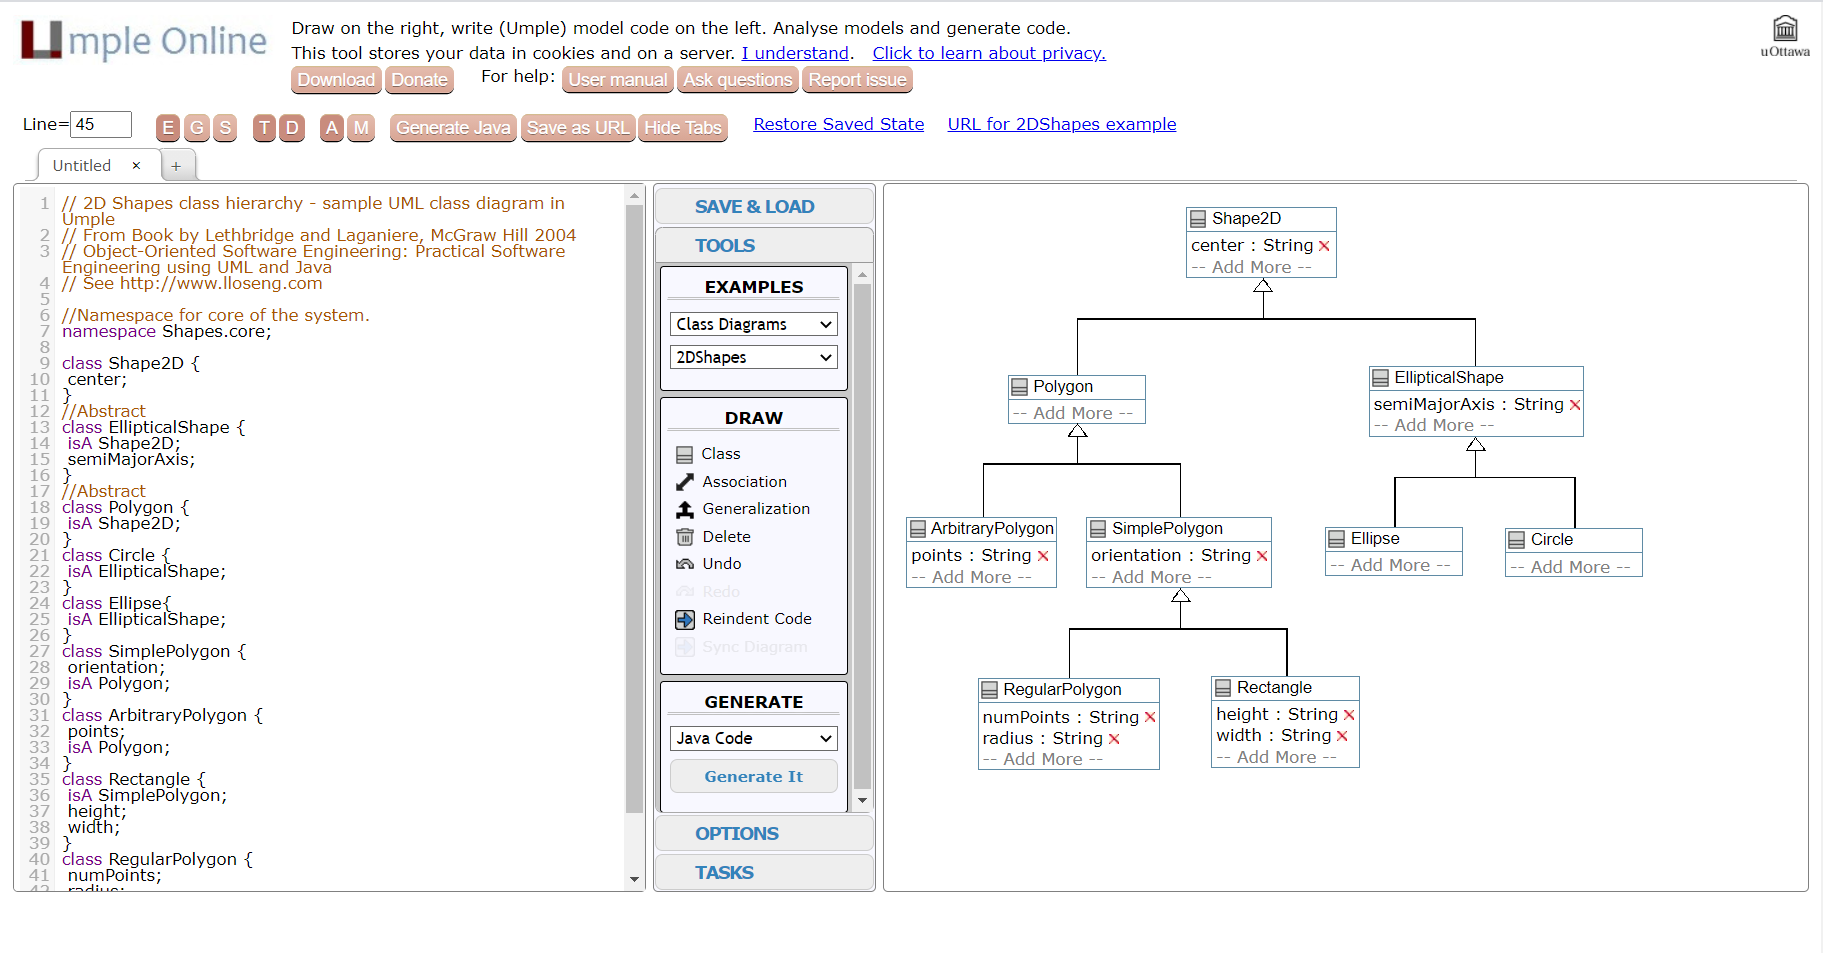 Umple Online
Draw on the right, write (Umple) model code on the left. Analyse models and generate code.
This tool stores your data in cookies and on a server. I understand. Click to learn about privacy.
Download Donate For help: User manual Ask questions Report issue
uOttawa
Line= 45 E G S T D A M Generate Java Save as URL Hide Tabs Restore Saved State URL for 2DShapes example
Untitled × +
1 // 2D Shapes class hierarchy - sample UML class diagram in
Umple
2 // From Book by Lethbridge and Laganiere, McGraw Hill 2004
3 // Object-Oriented Software Engineering: Practical Software
Engineering using UML and Java
4 // See http://www.lloseng.com
5
6 //Namespace for core of the system.
7 namespace Shapes.core;
8
9 class Shape2D {
10 center;
11 }
12 //Abstract
13 class EllipticalShape {
14 isA Shape2D;
15 semiMajorAxis;
16 }
17 //Abstract
18 class Polygon {
19 isA Shape2D;
20 }
21 class Circle {
22 isA EllipticalShape;
23 }
24 class Ellipse{
25 isA EllipticalShape;
26 }
27 class SimplePolygon {
28 orientation;
29 isA Polygon;
30 }
31 class ArbitraryPolygon {
32 points;
33 isA Polygon;
34 }
35 class Rectangle {
36 isA SimplePolygon;
37 height;
38 width;
39 }
40 class RegularPolygon {
41 numPoints;
42 radius;
SAVE & LOAD
TOOLS
EXAMPLES
Class Diagrams
2DShapes
DRAW
Class
Association
Generalization
Delete
Undo
Redo
Reindent Code
Sync Diagram
GENERATE
Java Code
Generate It
OPTIONS
TASKS
Shape2D
center : String
-- Add More --
Polygon
-- Add More --
EllipticalShape
semiMajorAxis : String
-- Add More --
ArbitraryPolygon
points : String
-- Add More --
SimplePolygon
orientation : String
-- Add More --
Ellipse
-- Add More --
Circle
-- Add More --
RegularPolygon
numPoints : String
radius : String
-- Add More --
Rectangle
height : String
width : String
-- Add More --